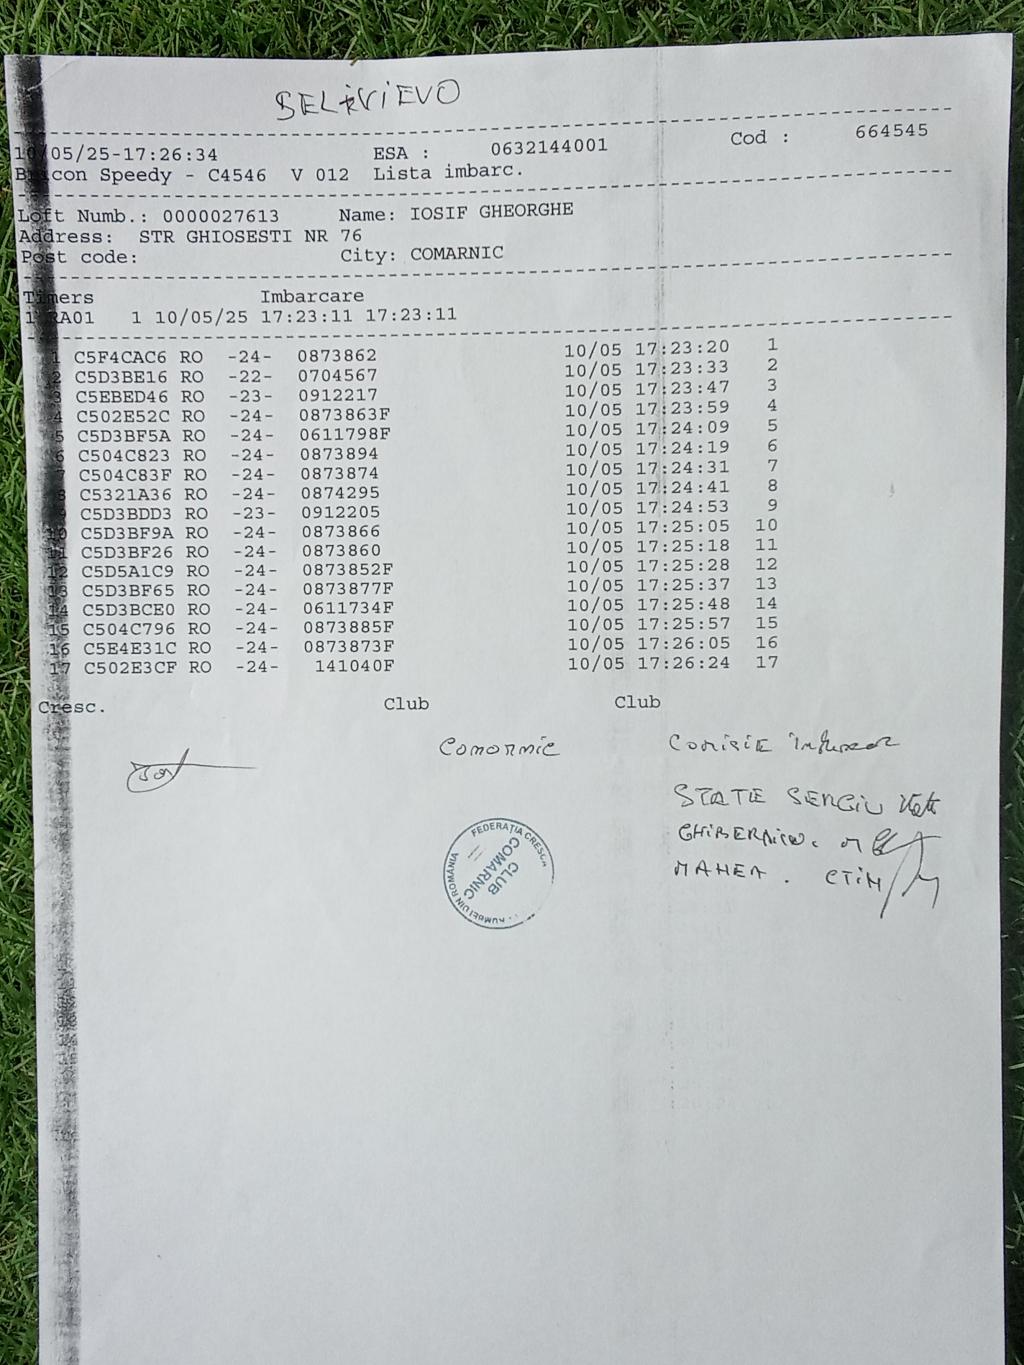 SELIVIEVO
10/05/25-17:26:34 ESA : 0632144001 Cod : 664545
Bricon Speedy - C4546 V 012 Lista imbarc.
Loft Numb.: 0000027613 Name: IOSIF GHEORGHE
Address: STR GHIOSESTI NR 76
Post code: City: COMARNIC
Timers Imbarcare
1 RA01 1 10/05/25 17:23:11 17:23:11
1 C5F4CAC6 RO -24- 0873862 10/05 17:23:20 1
2 C5D3BE16 RO -22- 0704567 10/05 17:23:33 2
3 C5EBED46 RO -23- 0912217 10/05 17:23:47 3
4 C502E52C RO -24- 0873863F 10/05 17:23:59 4
5 C5D3BF5A RO -24- 0611798F 10/05 17:24:09 5
6 C504C823 RO -24- 0873894 10/05 17:24:19 6
7 C504C83F RO -24- 0873874 10/05 17:24:31 7
8 C5321A36 RO -24- 0874295 10/05 17:24:41 8
9 C5D3BDD3 RO -23- 0912205 10/05 17:24:53 9
10 C5D3BF9A RO -24- 0873866 10/05 17:25:05 10
11 C5D3BF26 RO -24- 0873860 10/05 17:25:18 11
12 C5D5A1C9 RO -24- 0873852F 10/05 17:25:28 12
13 C5D3BF65 RO -24- 0873877F 10/05 17:25:37 13
14 C5D3BCE0 RO -24- 0611734F 10/05 17:25:48 14
15 C504C796 RO -24- 0873885F 10/05 17:25:57 15
16 C5E4E31C RO -24- 0873873F 10/05 17:26:05 16
17 C502E3CF RO -24- 141040F 10/05 17:26:24 17
Cresc. Club Club
Comornic Comisie
STATE SERGIU
MAHEA.
FEDERAȚIA CRESCĂ
CLUB
COMARNIC
DIN ROMÂNIA